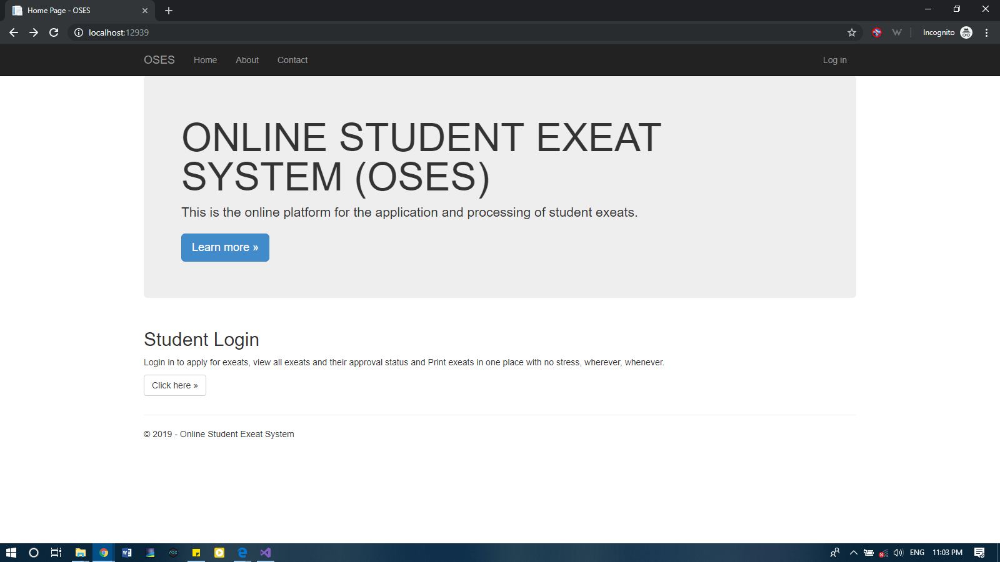 Home Page - OSES
localhost:12939
Incognito
OSES Home About Contact Log in
ONLINE STUDENT EXEAT
SYSTEM (OSES)
This is the online platform for the application and processing of student exeats.
Learn more »
Student Login
Login in to apply for exeats, view all exeats and their approval status and Print exeats in one place with no stress, wherever, whenever.
Click here »
© 2019 - Online Student Exeat System
ENG 11:03 PM